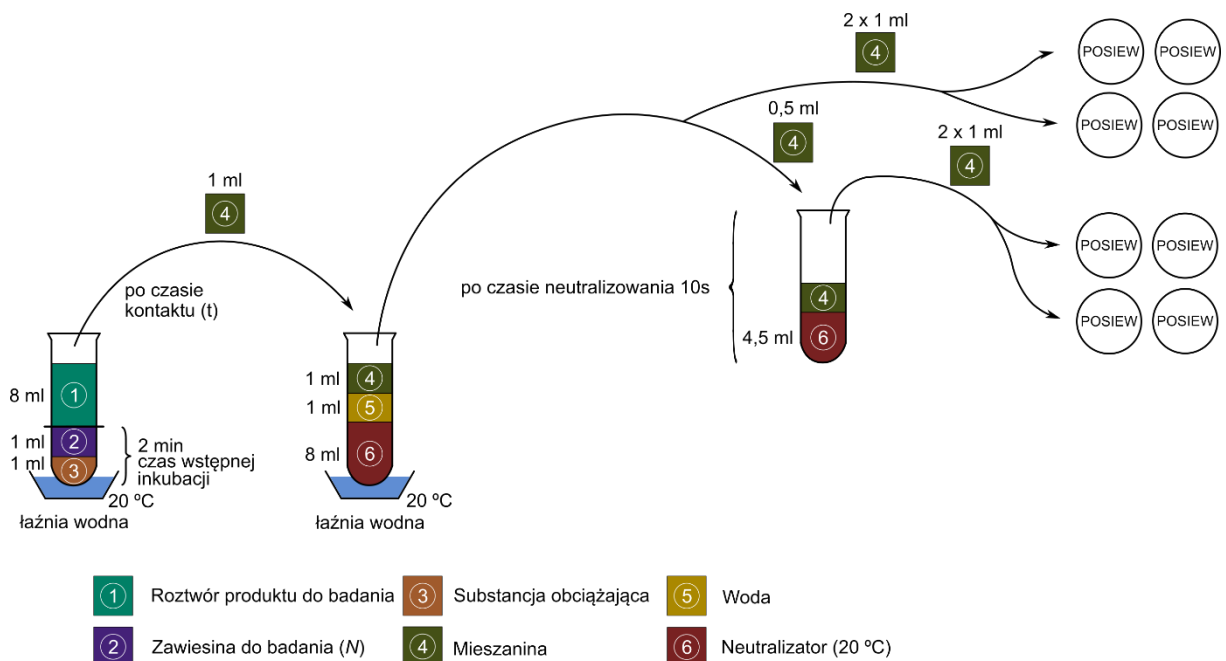 2 x 1 ml
4
POSIEW POSIEW
POSIEW POSIEW
0,5 ml
4
2 x 1 ml
4
POSIEW POSIEW
POSIEW POSIEW
1 ml
4
po czasie
kontaktu (t)
po czasie neutralizowania 10s
4,5 ml
4
6
8 ml
1
1 ml
2
1 ml
3
2 min
czas wstępnej
inkubacji
20 ºC
łaźnia wodna
1 ml
4
1 ml
5
8 ml
6
20 ºC
łaźnia wodna
1 Roztwór produktu do badania
3 Substancja obciążająca
5 Woda
2 Zawiesina do badania (N)
4 Mieszanina
6 Neutralizator (20 ºC)